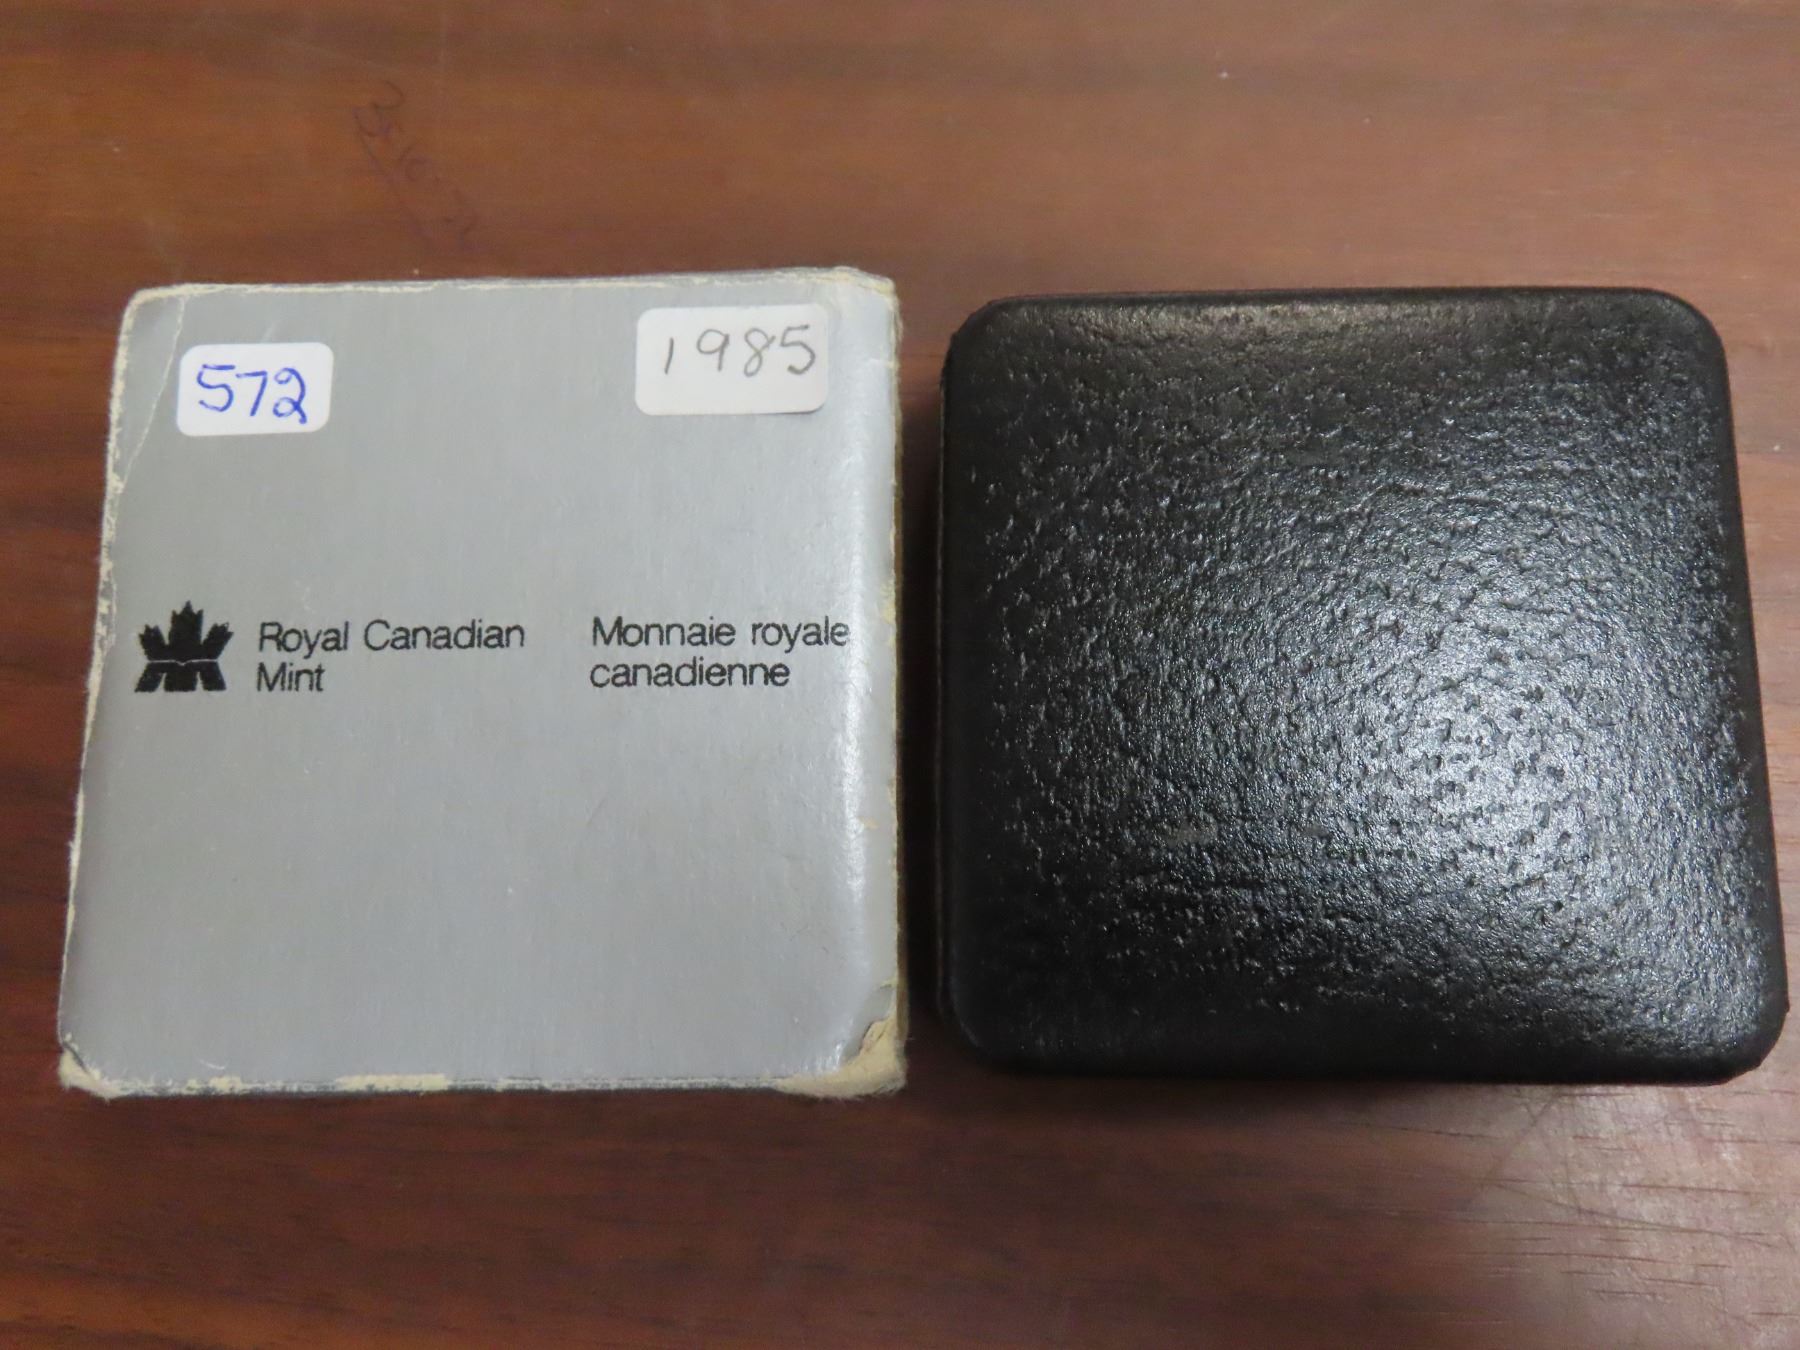 572
1985
Royal Canadian
Mint
Monnaie royale
canadienne